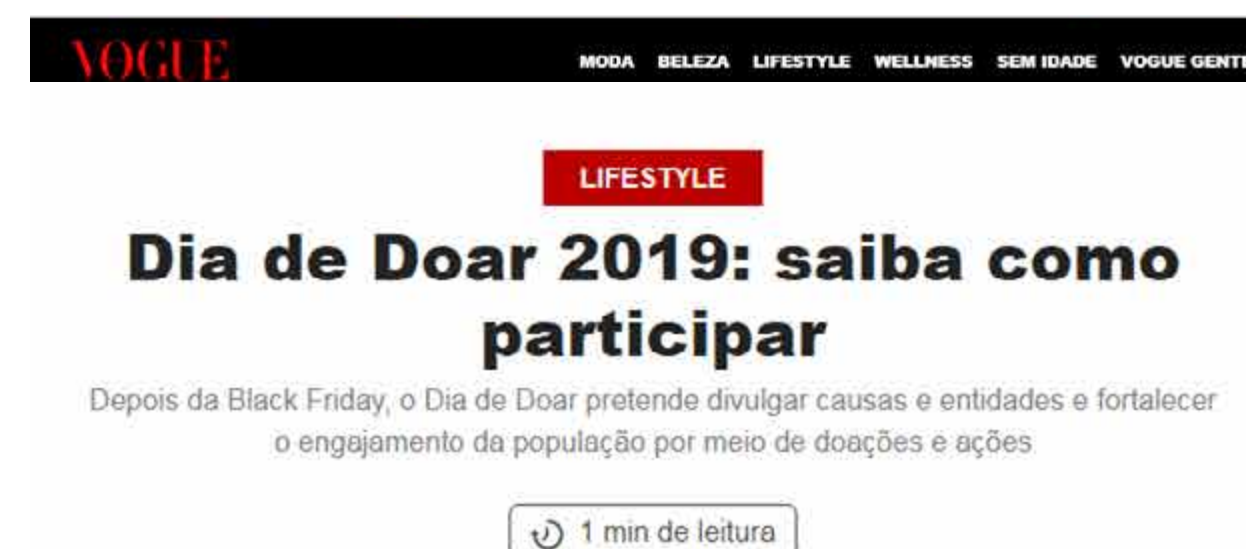 VOGUE MODA BELEZA LIFESTYLE WELLNESS SEM IDADE VOGUE GENTE
LIFESTYLE
Dia de Doar 2019: saiba como
participar
Depois da Black Friday, o Dia de Doar pretende divulgar causas e entidades e fortalecer
o engajamento da população por meio de doações e ações
1 min de leitura